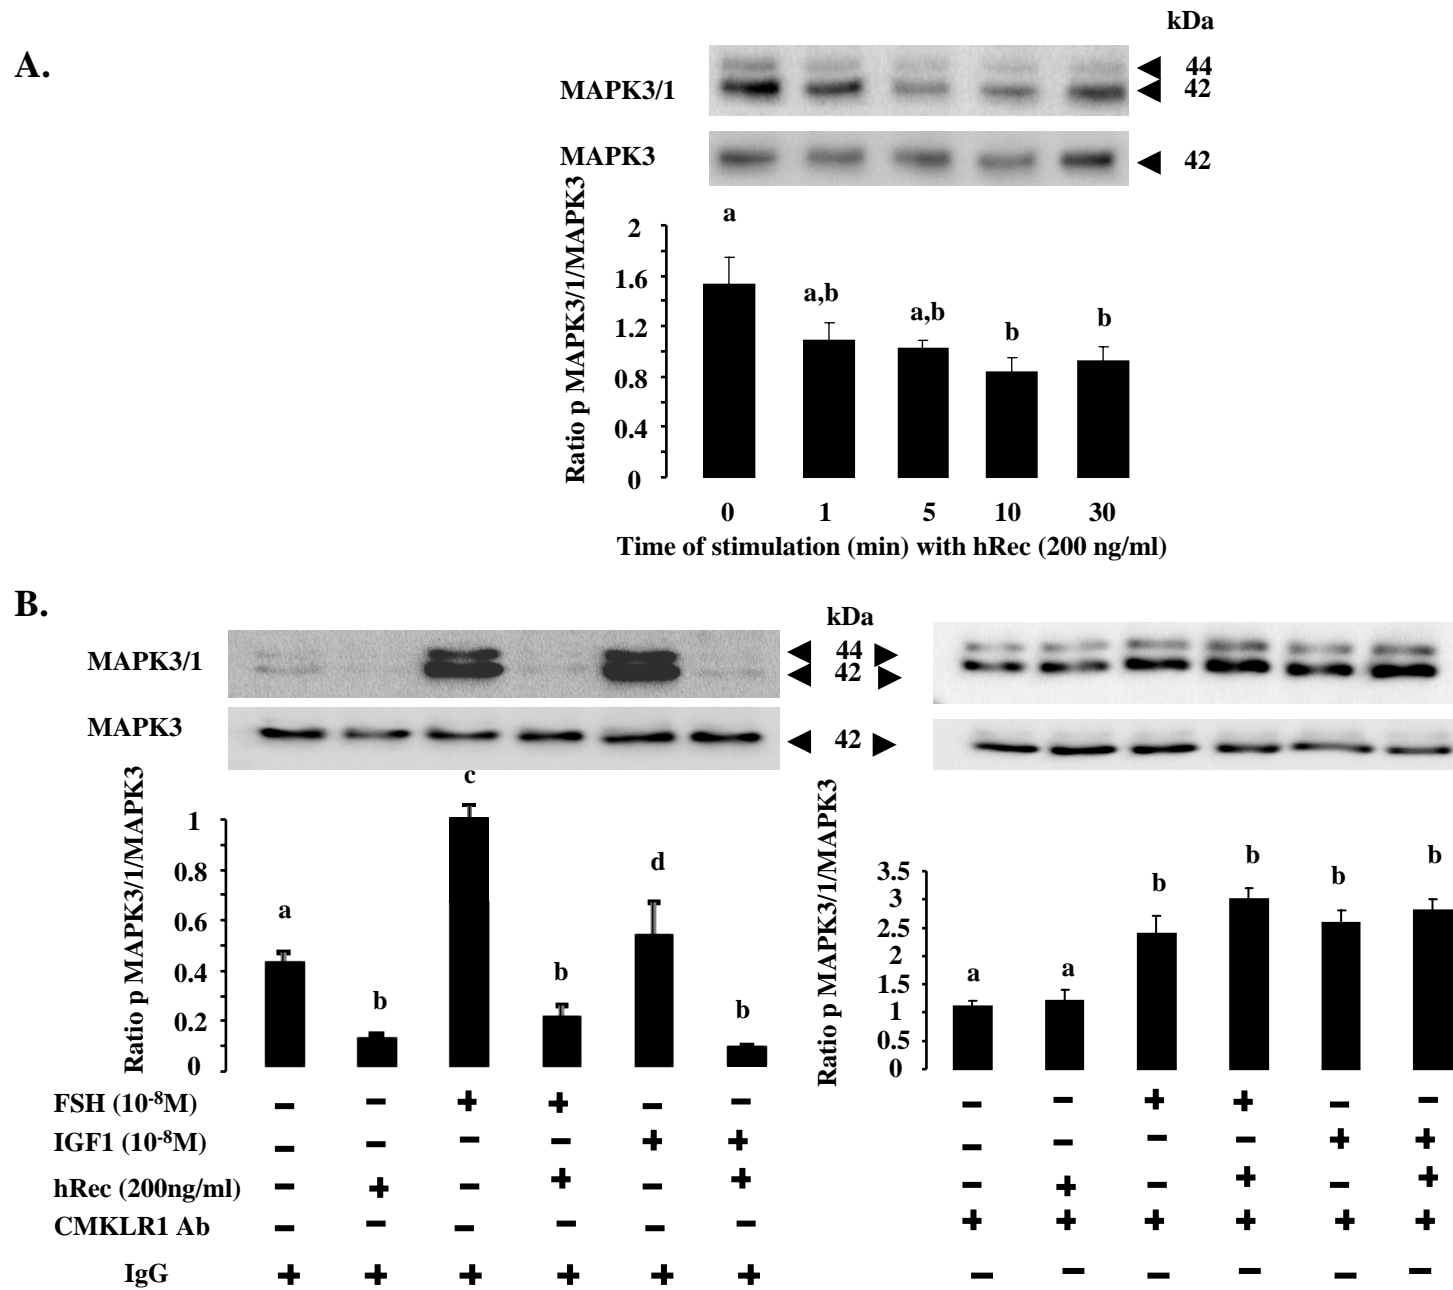 kDa
A.
44
MAPK3/1
42
MAPK3
42
Ratio p MAPK3/1/MAPK3
2
1.6
1.2
0.8
0.4
0
a
a,b
a,b
b
b
0 1 5 10 30
Time of stimulation (min) with hRec (200 ng/ml)
B.
kDa
MAPK3/1
44
42
MAPK3
42
Ratio p MAPK3/1/MAPK3
1
0.8
0.6
0.4
0.2
0
a
b
c
b
d
b
Ratio p MAPK3/1/MAPK3
3.5
3
2.5
2
1.5
1
0.5
0
a
a
b
b
b
b
FSH (10-8M) – – + + – – – – + + – –
IGF1 (10-8M) – – – – + + – – – – + +
hRec (200ng/ml) – + – + – + – + – + – +
CMKLR1 Ab – – – – – – + + + + + +
IgG + + + + + + – – – – – –